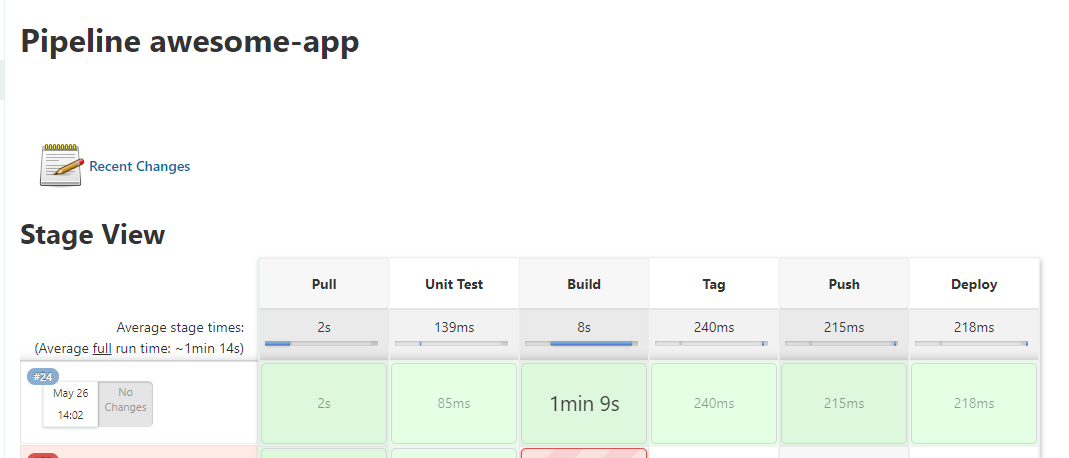 Pipeline awesome-app
Recent Changes
Stage View
Pull Unit Test Build Tag Push Deploy
Average stage times: 2s 139ms 8s 240ms 215ms 218ms
(Average full run time: ~1min 14s)
#24
May 26 No
14:02 Changes
2s 85ms 1min 9s 240ms 215ms 218ms